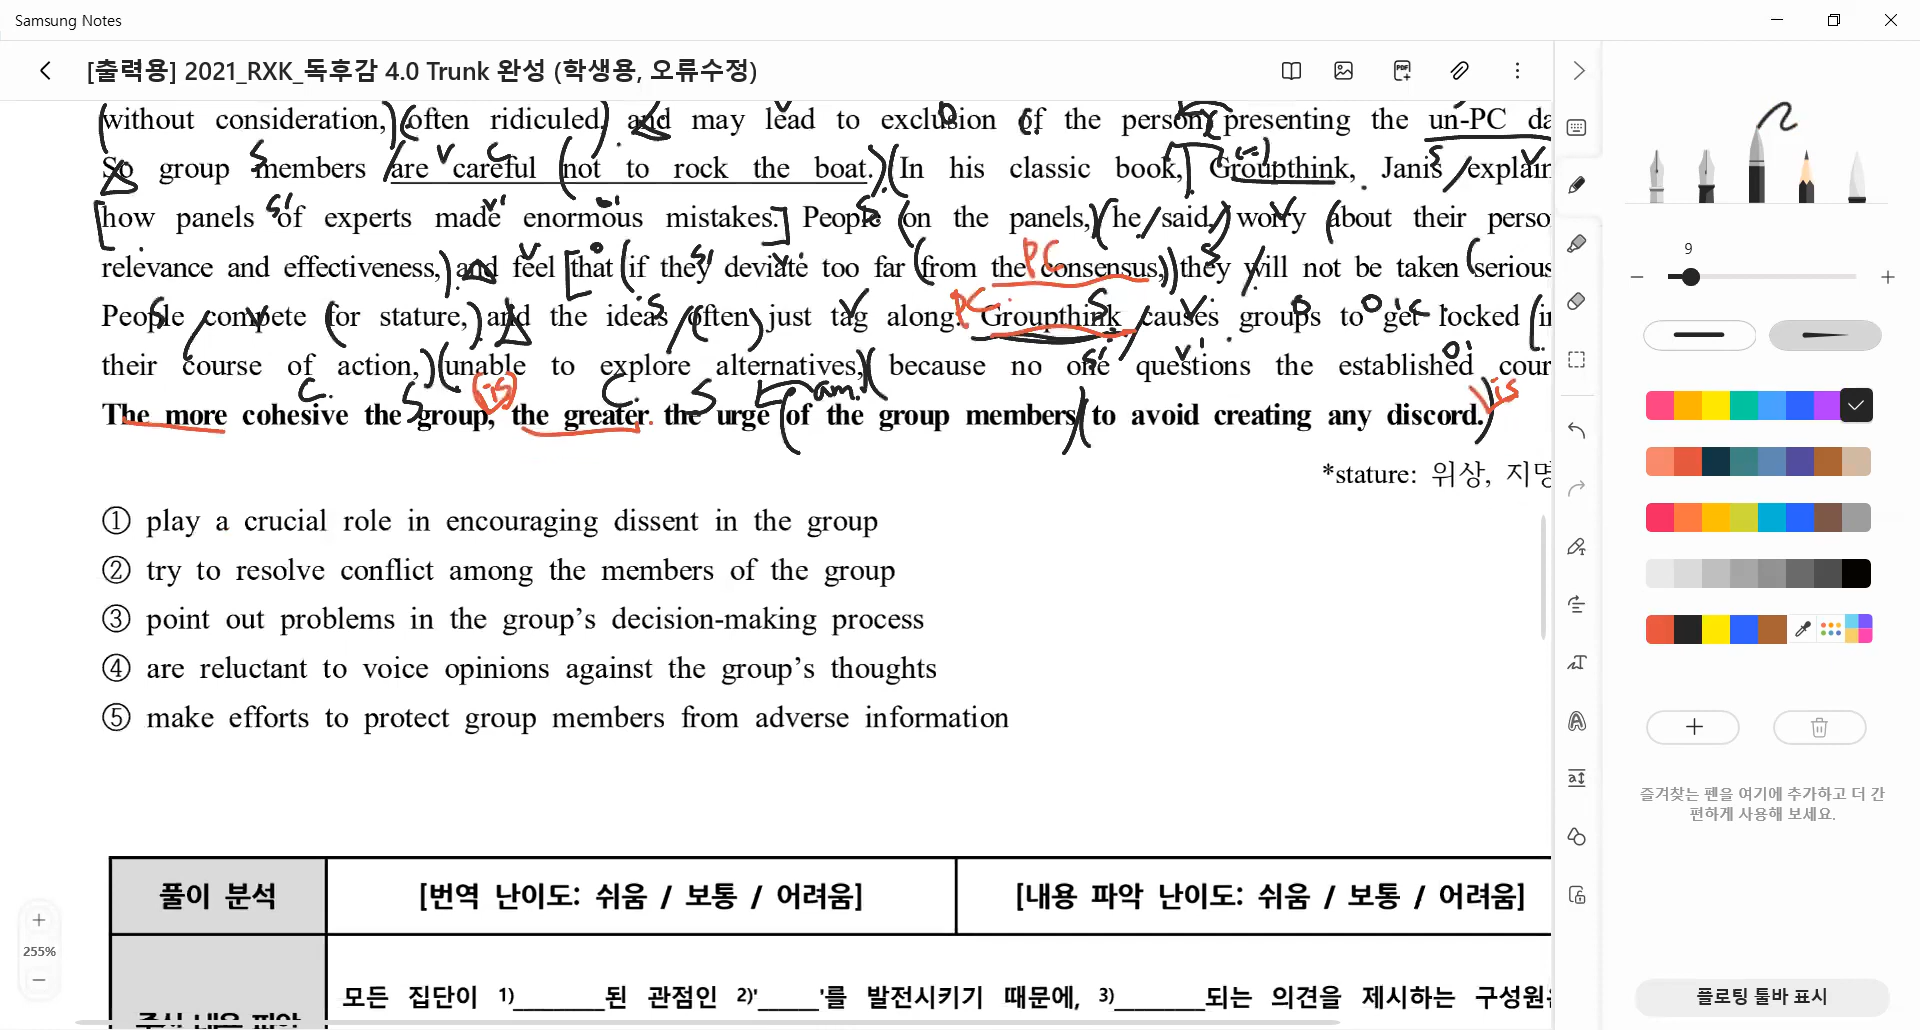 Samsung Notes
[출력용] 2021_RXK_독후감 4.0 Trunk 완성 (학생용, 오류수정)
without consideration, often ridiculed, and may lead to exclusion of the person presenting the un-PC
So group members are careful not to rock the boat. In his classic book, Groupthink, Janis explain
how panels of experts made enormous mistakes. People on the panels, he said, worry about their
relevance and effectiveness, and feel that if they deviate too far from the consensus, they will not be taken
People compete for stature, and the ideas often just tag along. Groupthink causes groups to get locked
their course of action, unable to explore alternatives, because no one questions the established
The more cohesive the group, the greater the urge of the group members to avoid creating any discord.
*stature: 위상,
① play a crucial role in encouraging dissent in the group
② try to resolve conflict among the members of the group
③ point out problems in the group's decision-making process
④ are reluctant to voice opinions against the group's thoughts
⑤ make efforts to protect group members from adverse information
풀이 분석
[번역 난이도: 쉬움 / 보통 / 어려움]
[내용 파악 난이도: 쉬움 / 보통 / 어려움]
모든 집단이 1)________된 관점인 2)'______'를 발전시키기 때문에, 3)________되는 의견을 제시하는
PC
PC
is
is
9
즐겨찾는 펜을 여기에 추가하고 더 간
편하게 사용해 보세요.
플로팅 툴바 표시
255%